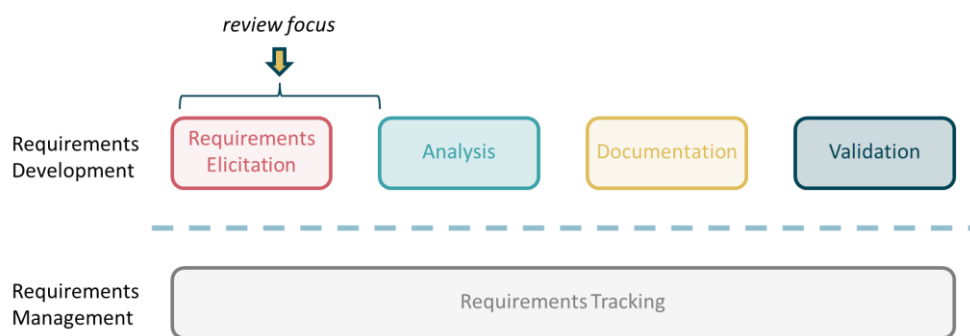 review focus
Requirements
Development
Requirements
Elicitation
Analysis
Documentation
Validation
Requirements
Management
Requirements Tracking